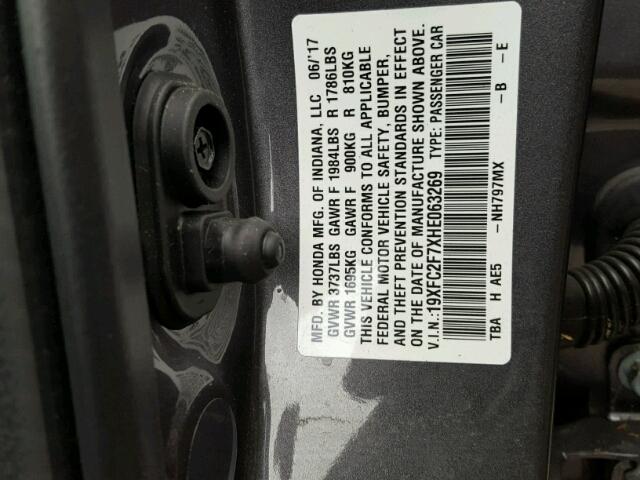 MFD. BY HONDA MFG. OF INDIANA, LLC 06/'17
GVWR 3737LBS GAWR F 1984LBS R 1786LBS
GVWR 1695KG GAWR F 900KG R 810KG
THIS VEHICLE CONFORMS TO ALL APPLICABLE
FEDERAL MOTOR VEHICLE SAFETY, BUMPER,
AND THEFT PREVENTION STANDARDS IN EFFECT
ON THE DATE OF MANUFACTURE SHOWN ABOVE.
V.I.N.: 19XFC2F7XHE063269 TYPE: PASSENGER CAR
TBA H AE5 -NH797MX -B -E